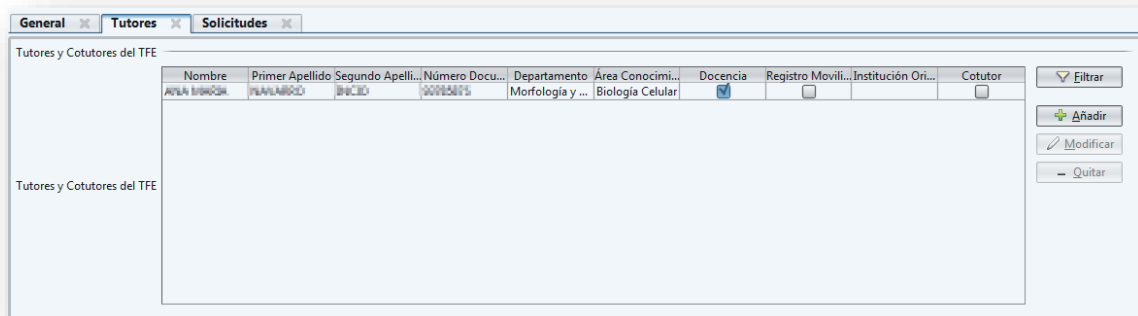 General Tutores Solicitudes
Tutores y Cotutores del TFE
Nombre Primer Apellido Segundo Apelli... Número Docu... Departamento Área Conocimi... Docencia Registro Movili... Institución Ori... Cotutor
Morfología y ... Biología Celular
Filtrar
Añadir
Modificar
Tutores y Cotutores del TFE
Quitar